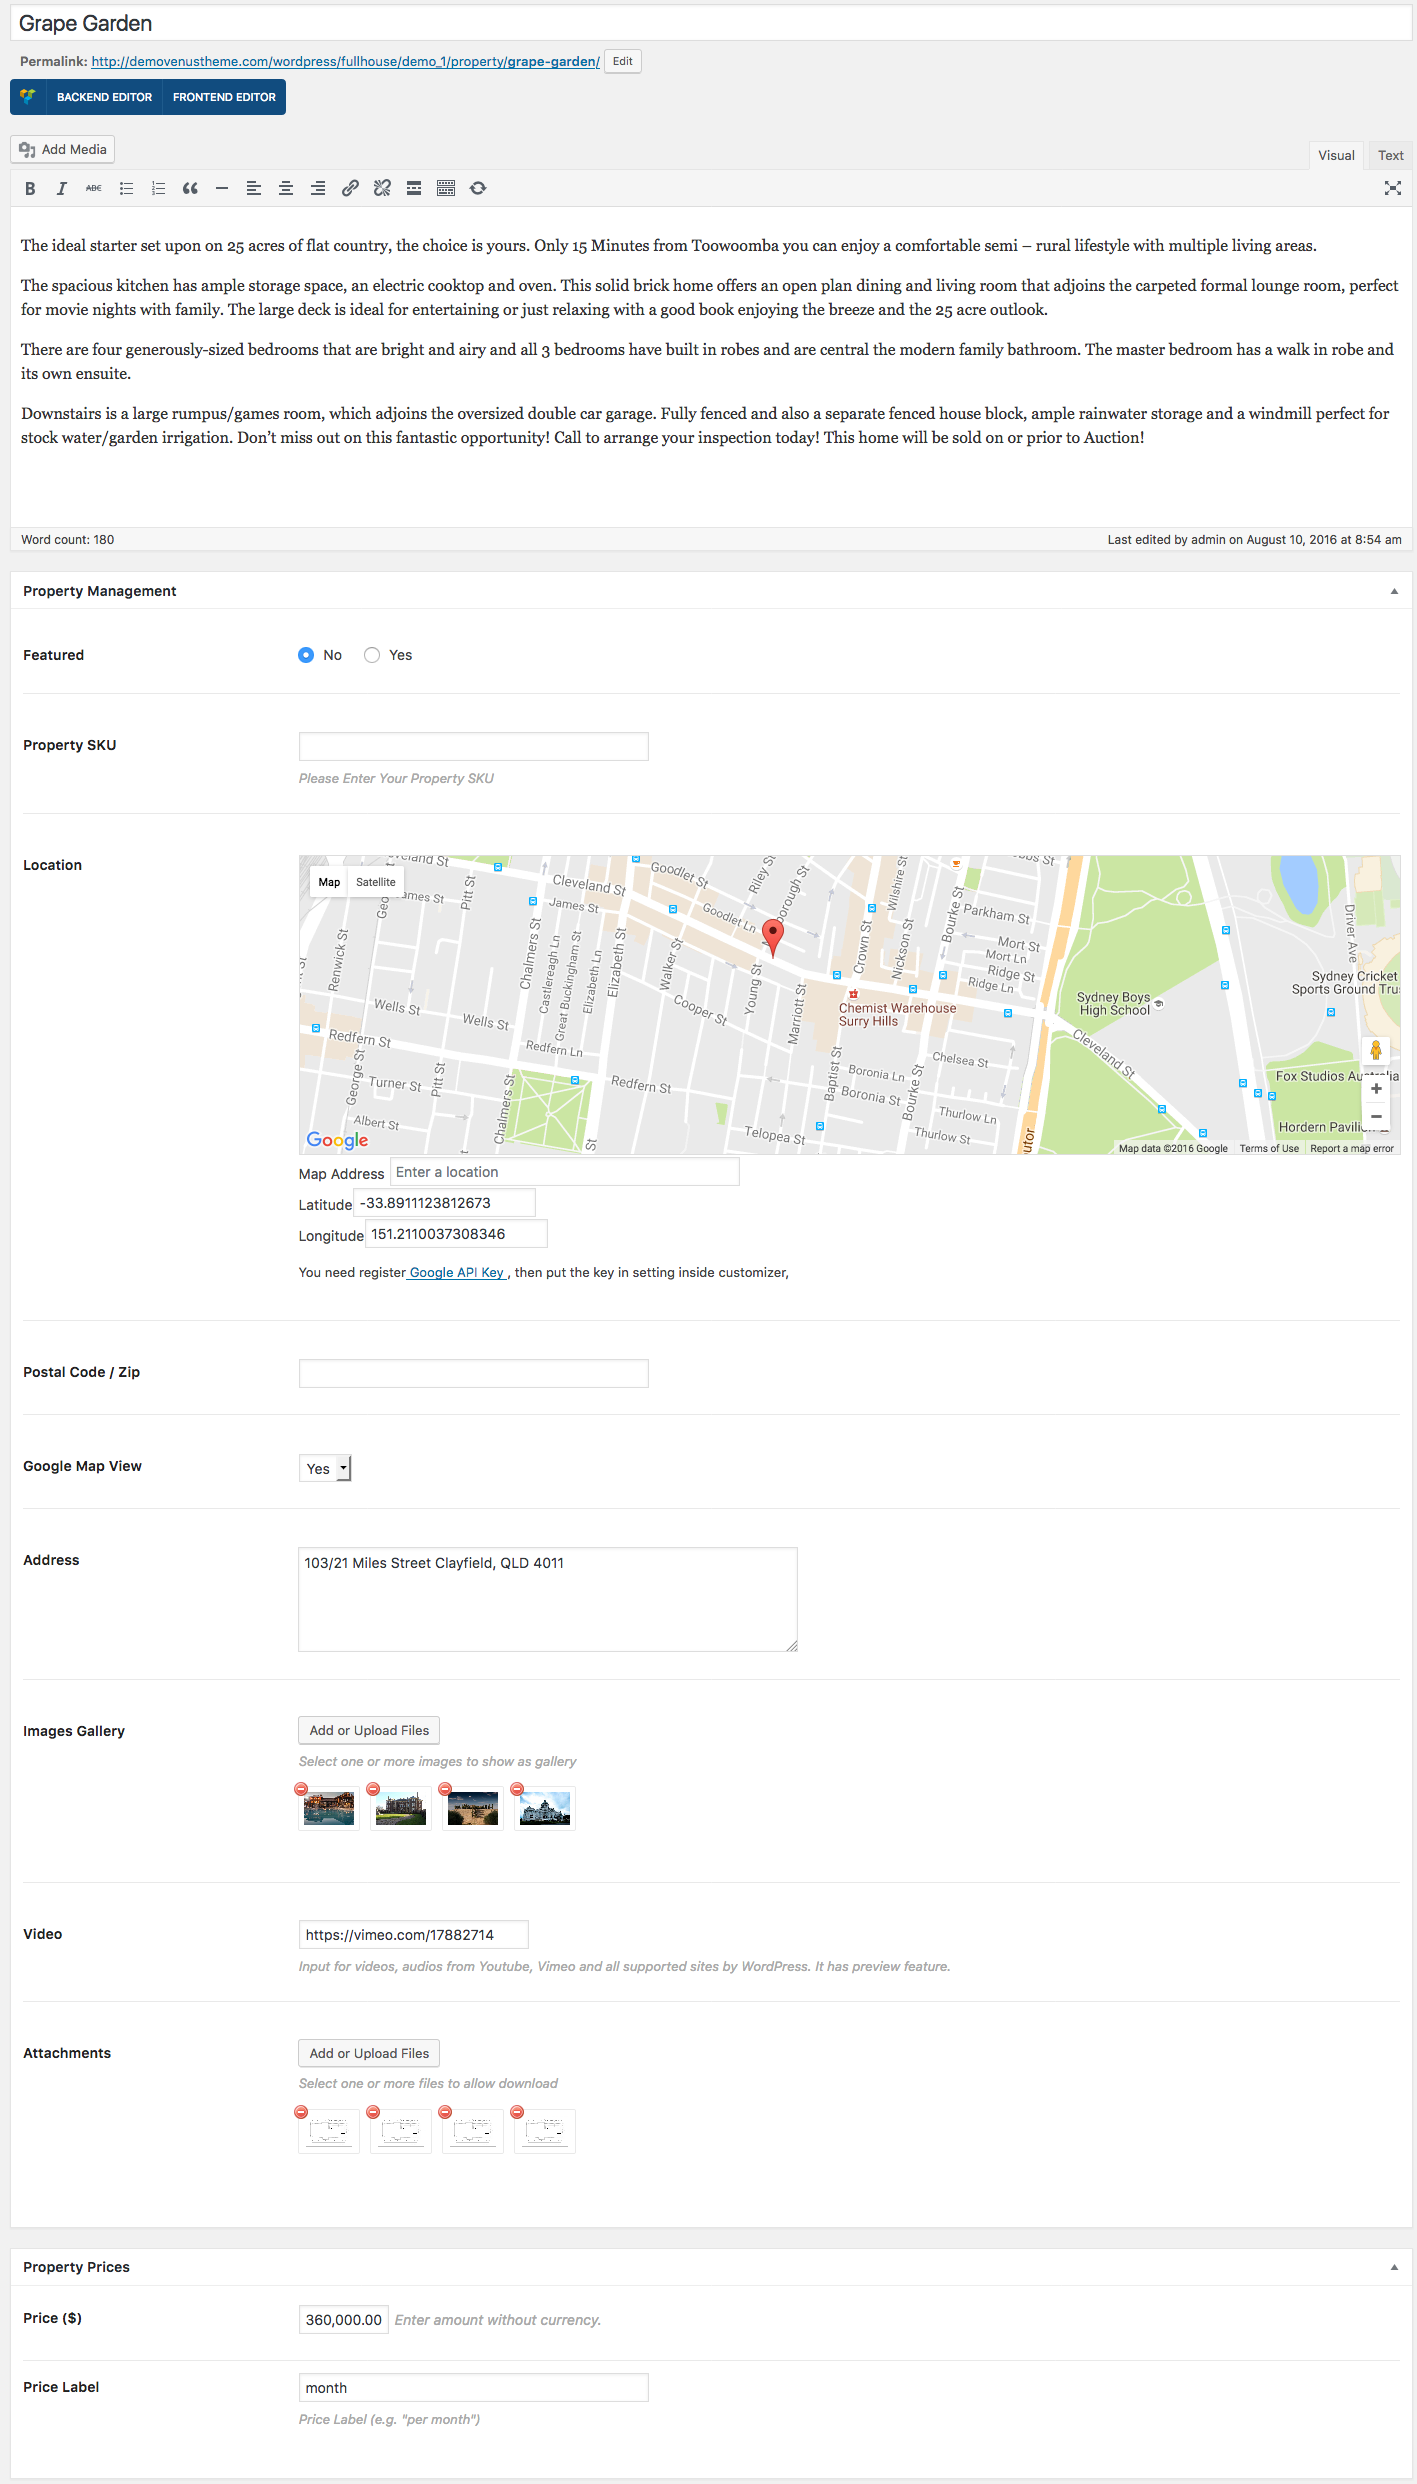 Grape Garden
Permalink: http://demovenustheme.com/wordpress/fullhouse/demo_1/property/grape-garden/ Edit
BACKEND EDITOR FRONTEND EDITOR
Add Media
Visual Text
B I ABC
The ideal starter set upon on 25 acres of flat country, the choice is yours. Only 15 Minutes from Toowoomba you can enjoy a comfortable semi – rural lifestyle with multiple living areas.
The spacious kitchen has ample storage space, an electric cooktop and oven. This solid brick home offers an open plan dining and living room that adjoins the carpeted formal lounge room, perfect
for movie nights with family. The large deck is ideal for entertaining or just relaxing with a good book enjoying the breeze and the 25 acre outlook.
There are four generously-sized bedrooms that are bright and airy and all 3 bedrooms have built in robes and are central the modern family bathroom. The master bedroom has a walk in robe and
its own ensuite.
Downstairs is a large rumpus/games room, which adjoins the oversized double car garage. Fully fenced and also a separate fenced house block, ample rainwater storage and a windmill perfect for
stock water/garden irrigation. Don’t miss out on this fantastic opportunity! Call to arrange your inspection today! This home will be sold on or prior to Auction!
Word count: 180
Last edited by admin on August 10, 2016 at 8:54 am
Property Management
Featured
No Yes
Property SKU
Please Enter Your Property SKU
Location
Map Satellite
Cleveland St
Goodlet St
Riley St
James St
Goodlet Ln
Pitt St
Renwick St
Chalmers St
Castlereagh Ln
Great Buckingham St
Elizabeth Ln
Elizabeth St
Walker St
Cooper St
Young St
Marriott St
Crown St
Wilshire St
Nickson St
Bourke St
Parkham St
Mort St
Mort Ln
Ridge St
Ridge Ln
Driver Ave
Sydney Cricket
Sydney Boys
High School
Chemist Warehouse
Surry Hills
Wells St
Wells St
Redfern St
Redfern Ln
Redfern St
George St
Turner St
Pitt St
Albert St
Chalmers St
Baptist St
Boronia Ln
Boronia St
Bourke St
Chelsea St
Thurlow Ln
Thurlow St
Telopea St
Cleveland St
Google
Map data ©2016 Google Terms of Use Report a map error
Map Address Enter a location
Latitude -33.8911123812673
Longitude 151.2110037308346
You need register Google API Key , then put the key in setting inside customizer,
Postal Code / Zip
Google Map View
Yes
Address
103/21 Miles Street Clayfield, QLD 4011
Images Gallery
Add or Upload Files
Select one or more images to show as gallery
Video
https://vimeo.com/17882714
Input for videos, audios from Youtube, Vimeo and all supported sites by WordPress. It has preview feature.
Attachments
Add or Upload Files
Select one or more files to allow download
Property Prices
Price ($)
360,000.00 Enter amount without currency.
Price Label
month
Price Label (e.g. "per month")